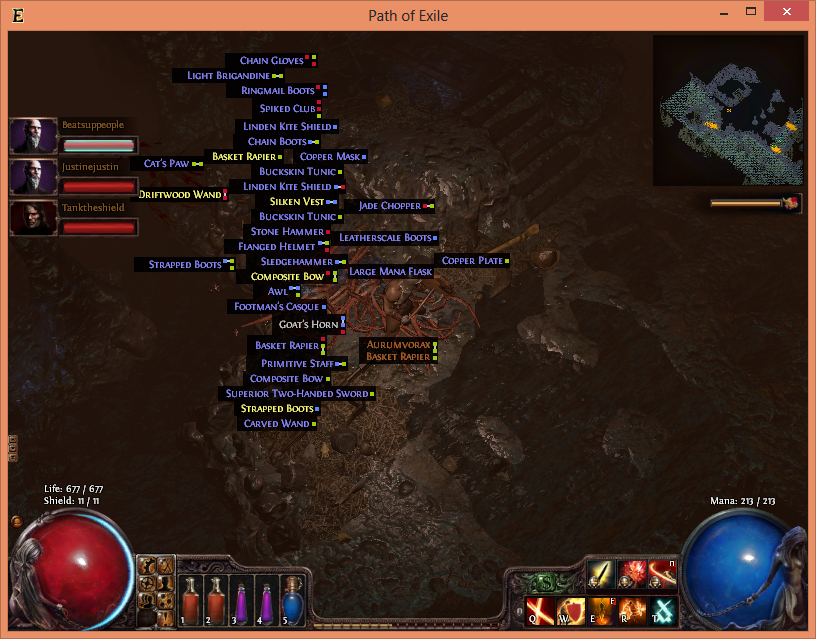 E
Path of Exile
Chain Gloves
Light Brigandine
Ringmail Boots
Spiked Club
Linden Kite Shield
Chain Boots
Beatsuppeople
Cat's Paw
Basket Rapier
Copper Mask
Justinejustin
Buckskin Tunic
Driftwood Wand
Linden Kite Shield
Silken Vest
Jade Chopper
Tanktheshield
Buckskin Tunic
Stone Hammer
Leatherscale Boots
Flanged Helmet
Strapped Boots
Sledgehammer
Copper Plate
Composite Bow
Large Mana Flask
Awl
Footman's Casque
Goat's Horn
Basket Rapier
Aurumvorax
Basket Rapier
Primitive Staff
Composite Bow
Superior Two-Handed Sword
Strapped Boots
Carved Wand
Life: 677 / 677
Shield: 11 / 11
Mana: 213 / 213
1 2 3 4 5
Q W E R T